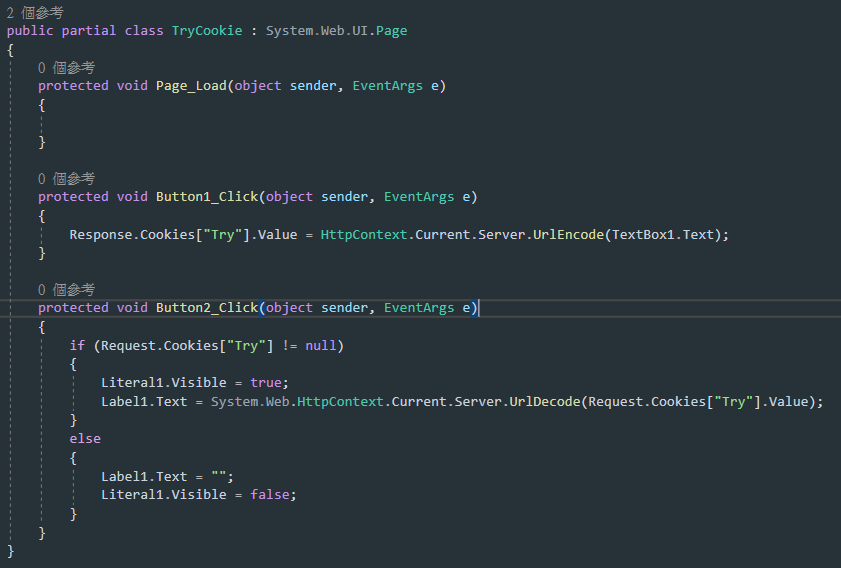 2 個參考
public partial class TryCookie : System.Web.UI.Page
{
0 個參考
protected void Page_Load(object sender, EventArgs e)
{
}
0 個參考
protected void Button1_Click(object sender, EventArgs e)
{
Response.Cookies["Try"].Value = HttpContext.Current.Server.UrlEncode(TextBox1.Text);
}
0 個參考
protected void Button2_Click(object sender, EventArgs e)
{
if (Request.Cookies["Try"] != null)
{
Literal1.Visible = true;
Label1.Text = System.Web.HttpContext.Current.Server.UrlDecode(Request.Cookies["Try"].Value);
}
else
{
Label1.Text = "";
Literal1.Visible = false;
}
}
}